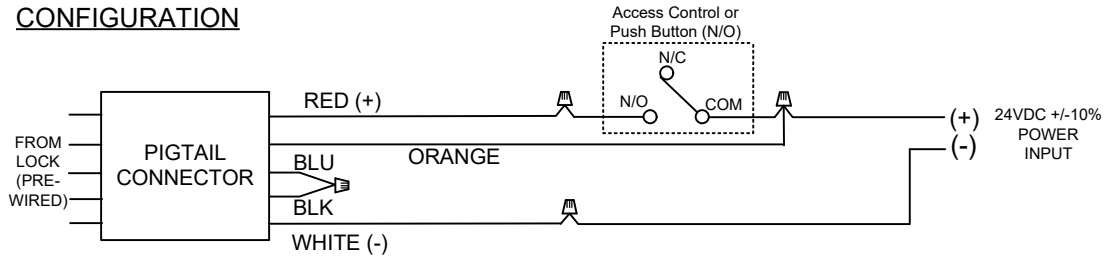 CONFIGURATION
Access Control or
Push Button (N/O)
N/C
N/O
COM
RED (+)
(+)
(-)
24VDC +/-10%
POWER
INPUT
FROM
LOCK
(PRE-
WIRED)
PIGTAIL
CONNECTOR
ORANGE
BLU
BLK
WHITE (-)